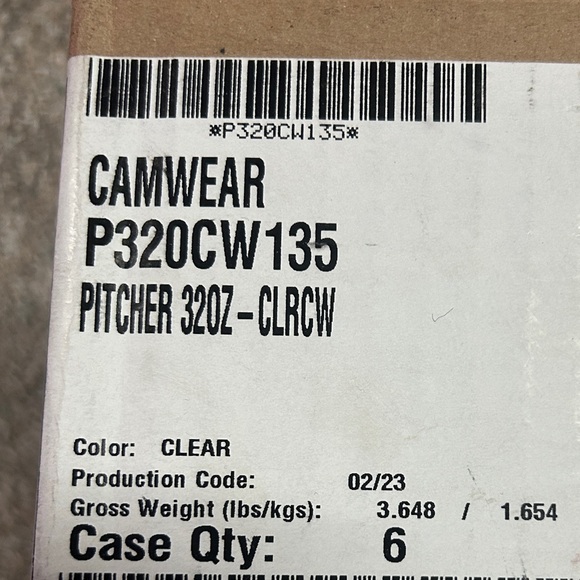 *P320CW135*
CAMWEAR
P320CW135
PITCHER 32OZ-CLRCW
Color: CLEAR
Production Code: 02/23
Gross Weight (lbs/kgs): 3.648 / 1.654
Case Qty: 6